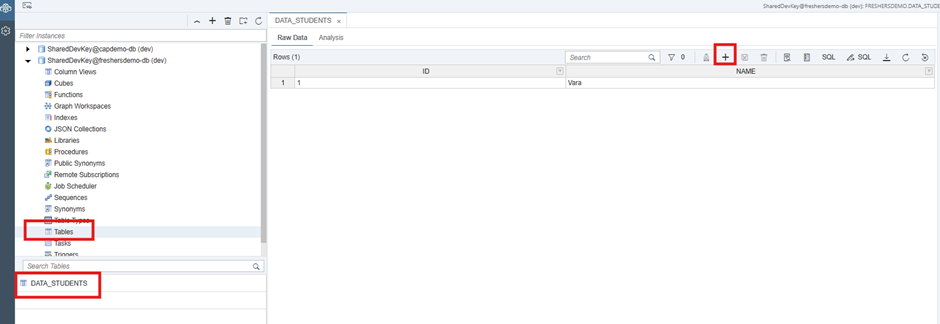 SharedDevKey@freshersdemo-db (dev): FRESHERSDEMO.DATA_STUDE
DATA_STUDENTS ×
Filter Instances
Raw Data Analysis
SharedDevKey@capdemo-db (dev)
Rows (1) Search 0 SQL SQL
SharedDevKey@freshersdemo-db (dev)
ID NAME
Column Views
1 1 Vara
Cubes
Functions
Graph Workspaces
Indexes
JSON Collections
Libraries
Procedures
Public Synonyms
Remote Subscriptions
Job Scheduler
Sequences
Synonyms
Table Types
Tables
Tasks
Triggers
Search Tables
DATA_STUDENTS